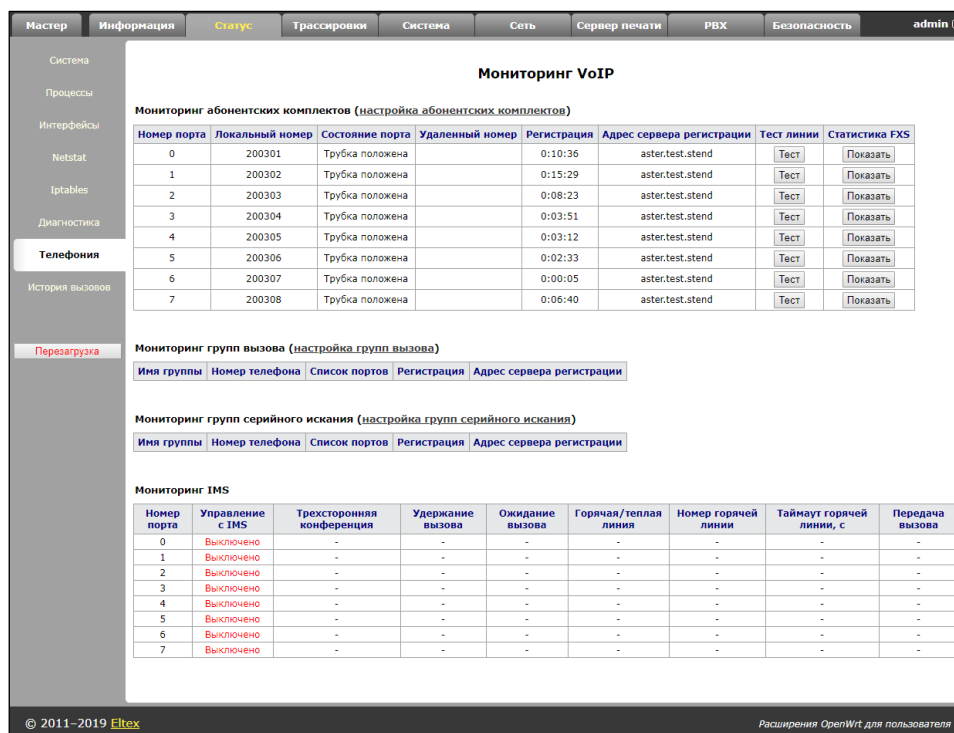 Мастер Информация Статус Трассировки Система Сеть Сервер печати PBX Безопасность admin (
Система
Процессы
Интерфейсы
Netstat
Iptables
Диагностика
Телефония
История вызовов
Перезагрузка
Мониторинг VoIP
Мониторинг абонентских комплектов (настройка абонентских комплектов)
Номер порта Локальный номер Состояние порта Удаленный номер Регистрация Адрес сервера регистрации Тест линии Статистика FXS
0 200301 Трубка положена 0:10:36 aster.test.stend Тест Показать
1 200302 Трубка положена 0:15:29 aster.test.stend Тест Показать
2 200303 Трубка положена 0:08:23 aster.test.stend Тест Показать
3 200304 Трубка положена 0:03:51 aster.test.stend Тест Показать
4 200305 Трубка положена 0:03:12 aster.test.stend Тест Показать
5 200306 Трубка положена 0:02:33 aster.test.stend Тест Показать
6 200307 Трубка положена 0:00:05 aster.test.stend Тест Показать
7 200308 Трубка положена 0:06:40 aster.test.stend Тест Показать
Мониторинг групп вызова (настройка групп вызова)
Имя группы Номер телефона Список портов Регистрация Адрес сервера регистрации
Мониторинг групп серийного искания (настройка групп серийного искания)
Имя группы Номер телефона Список портов Регистрация Адрес сервера регистрации
Мониторинг IMS
Номер порта Управление с IMS Трехсторонняя конференция Удержание вызова Ожидание вызова Горячая/теплая линия Номер горячей линии Таймаут горячей линии, с Передача вызова
0 Выключено - - - - - - -
1 Выключено - - - - - - -
2 Выключено - - - - - - -
3 Выключено - - - - - - -
4 Выключено - - - - - - -
5 Выключено - - - - - - -
6 Выключено - - - - - - -
7 Выключено - - - - - - -
© 2011–2019 Eltex
Расширения OpenWrt для пользователя